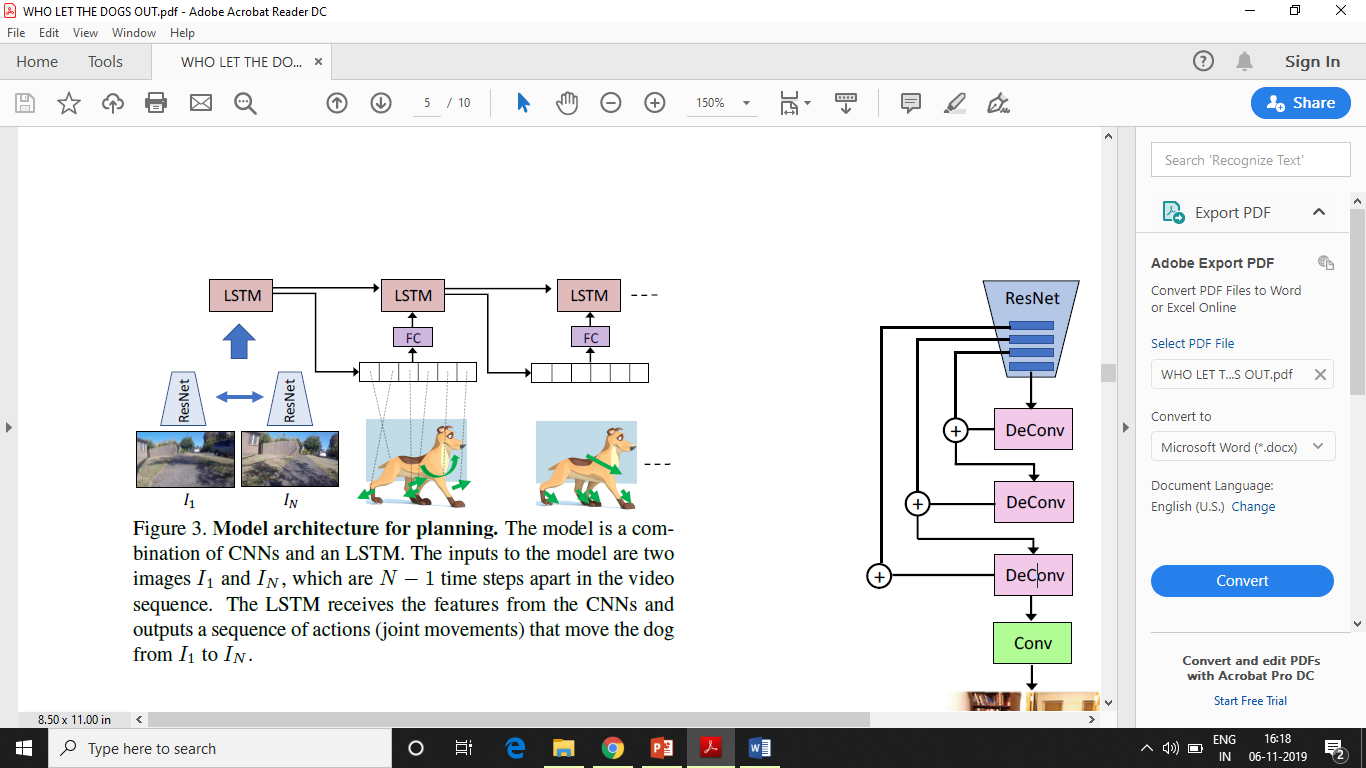 WHO LET THE DOGS OUT.pdf - Adobe Acrobat Reader DC
File Edit View Window Help
Home Tools WHO LET THE DO... × Sign In
5 / 10 150% Share
LSTM LSTM LSTM
FC FC
ResNet ResNet
I1 IN
Figure 3. Model architecture for planning. The model is a com-
bination of CNNs and an LSTM. The inputs to the model are two
images I1 and IN, which are N − 1 time steps apart in the video
sequence. The LSTM receives the features from the CNNs and
outputs a sequence of actions (joint movements) that move the dog
from I1 to IN.
ResNet
+ DeConv
+ DeConv
+ DeConv
Conv
8.50 x 11.00 in
Search 'Recognize Text'
Export PDF
Adobe Export PDF
Convert PDF Files to Word
or Excel Online
Select PDF File
WHO LET T...S OUT.pdf
Convert to
Microsoft Word (*.docx)
Document Language:
English (U.S.) Change
Convert
Convert and edit PDFs
with Acrobat Pro DC
Start Free Trial
Type here to search
ENG 16:18
IN 06-11-2019 2